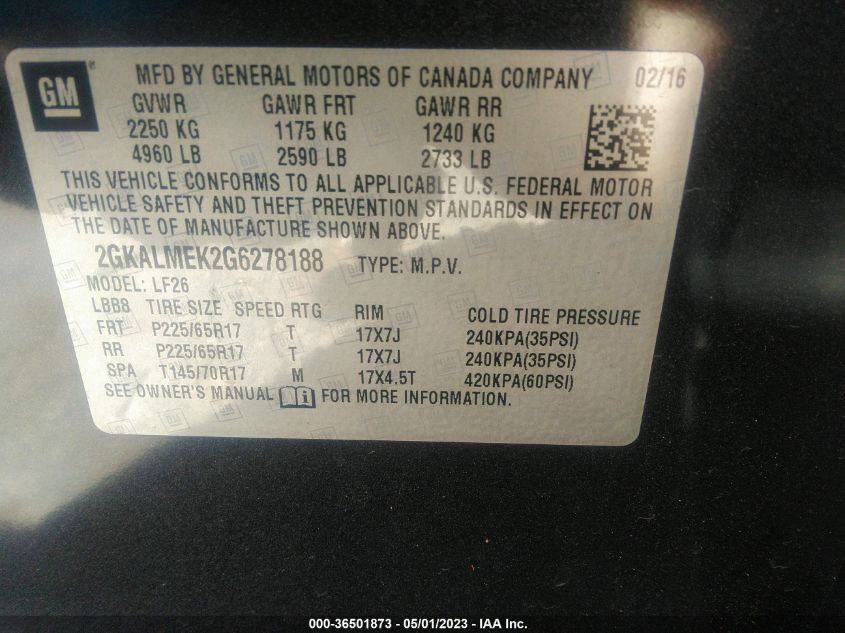 GM
®
MFD BY GENERAL MOTORS OF CANADA COMPANY 02/16
GVWR GAWR FRT GAWR RR
2250 KG 1175 KG 1240 KG
4960 LB 2590 LB 2733 LB
THIS VEHICLE CONFORMS TO ALL APPLICABLE U.S. FEDERAL MOTOR
VEHICLE SAFETY AND THEFT PREVENTION STANDARDS IN EFFECT ON
THE DATE OF MANUFACTURE SHOWN ABOVE.
2GKALMEK2G6278188 TYPE: M.P.V.
MODEL: LF26
LBB8 TIRE SIZE SPEED RTG RIM COLD TIRE PRESSURE
FRT P225/65R17 T 17X7J 240KPA(35PSI)
RR P225/65R17 T 17X7J 240KPA(35PSI)
SPA T145/70R17 M 17X4.5T 420KPA(60PSI)
SEE OWNER'S MANUAL FOR MORE INFORMATION.
000-36501873 - 05/01/2023 - IAA Inc.